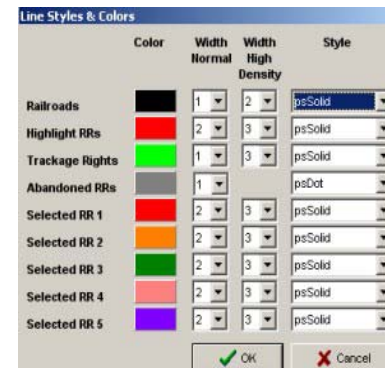 Line Styles & Colors
Color Width Normal Width High Density Style
Railroads 1 2 psSolid
Highlight RRs 2 3 psSolid
Trackage Rights 1 3 psSolid
Abandoned RRs 1 psDot
Selected RR 1 2 3 psSolid
Selected RR 2 2 3 psSolid
Selected RR 3 2 3 psSolid
Selected RR 4 2 3 psSolid
Selected RR 5 2 3 psSolid
OK Cancel